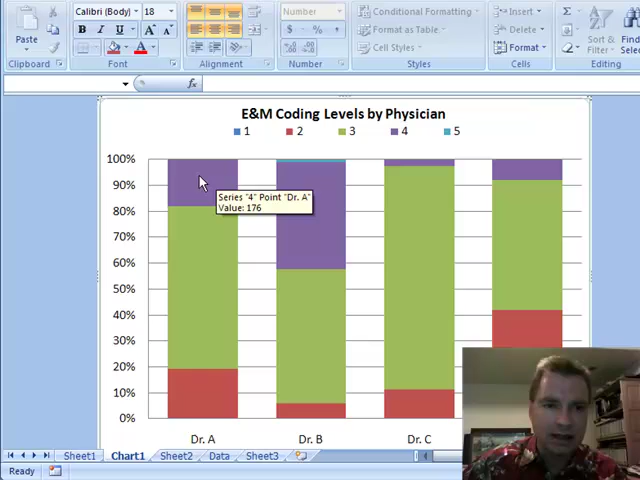 Calibri (Body) 18
Number
Conditional Formatting
Insert
Σ
Paste
B I U A A
$ % ,
Format as Table
Delete
Sort &
Find
Filter
Sele
A
Cell Styles
Format
Clipboard
Font
Alignment
Number
Styles
Cells
Editing
fx
E&M Coding Levels by Physician
1 2 3 4 5
100%
90%
Series "4" Point "Dr. A"
Value: 176
80%
70%
60%
50%
40%
30%
20%
10%
0%
Dr. A Dr. B Dr. C
Sheet1 Chart1 Sheet2 Data Sheet3
Ready